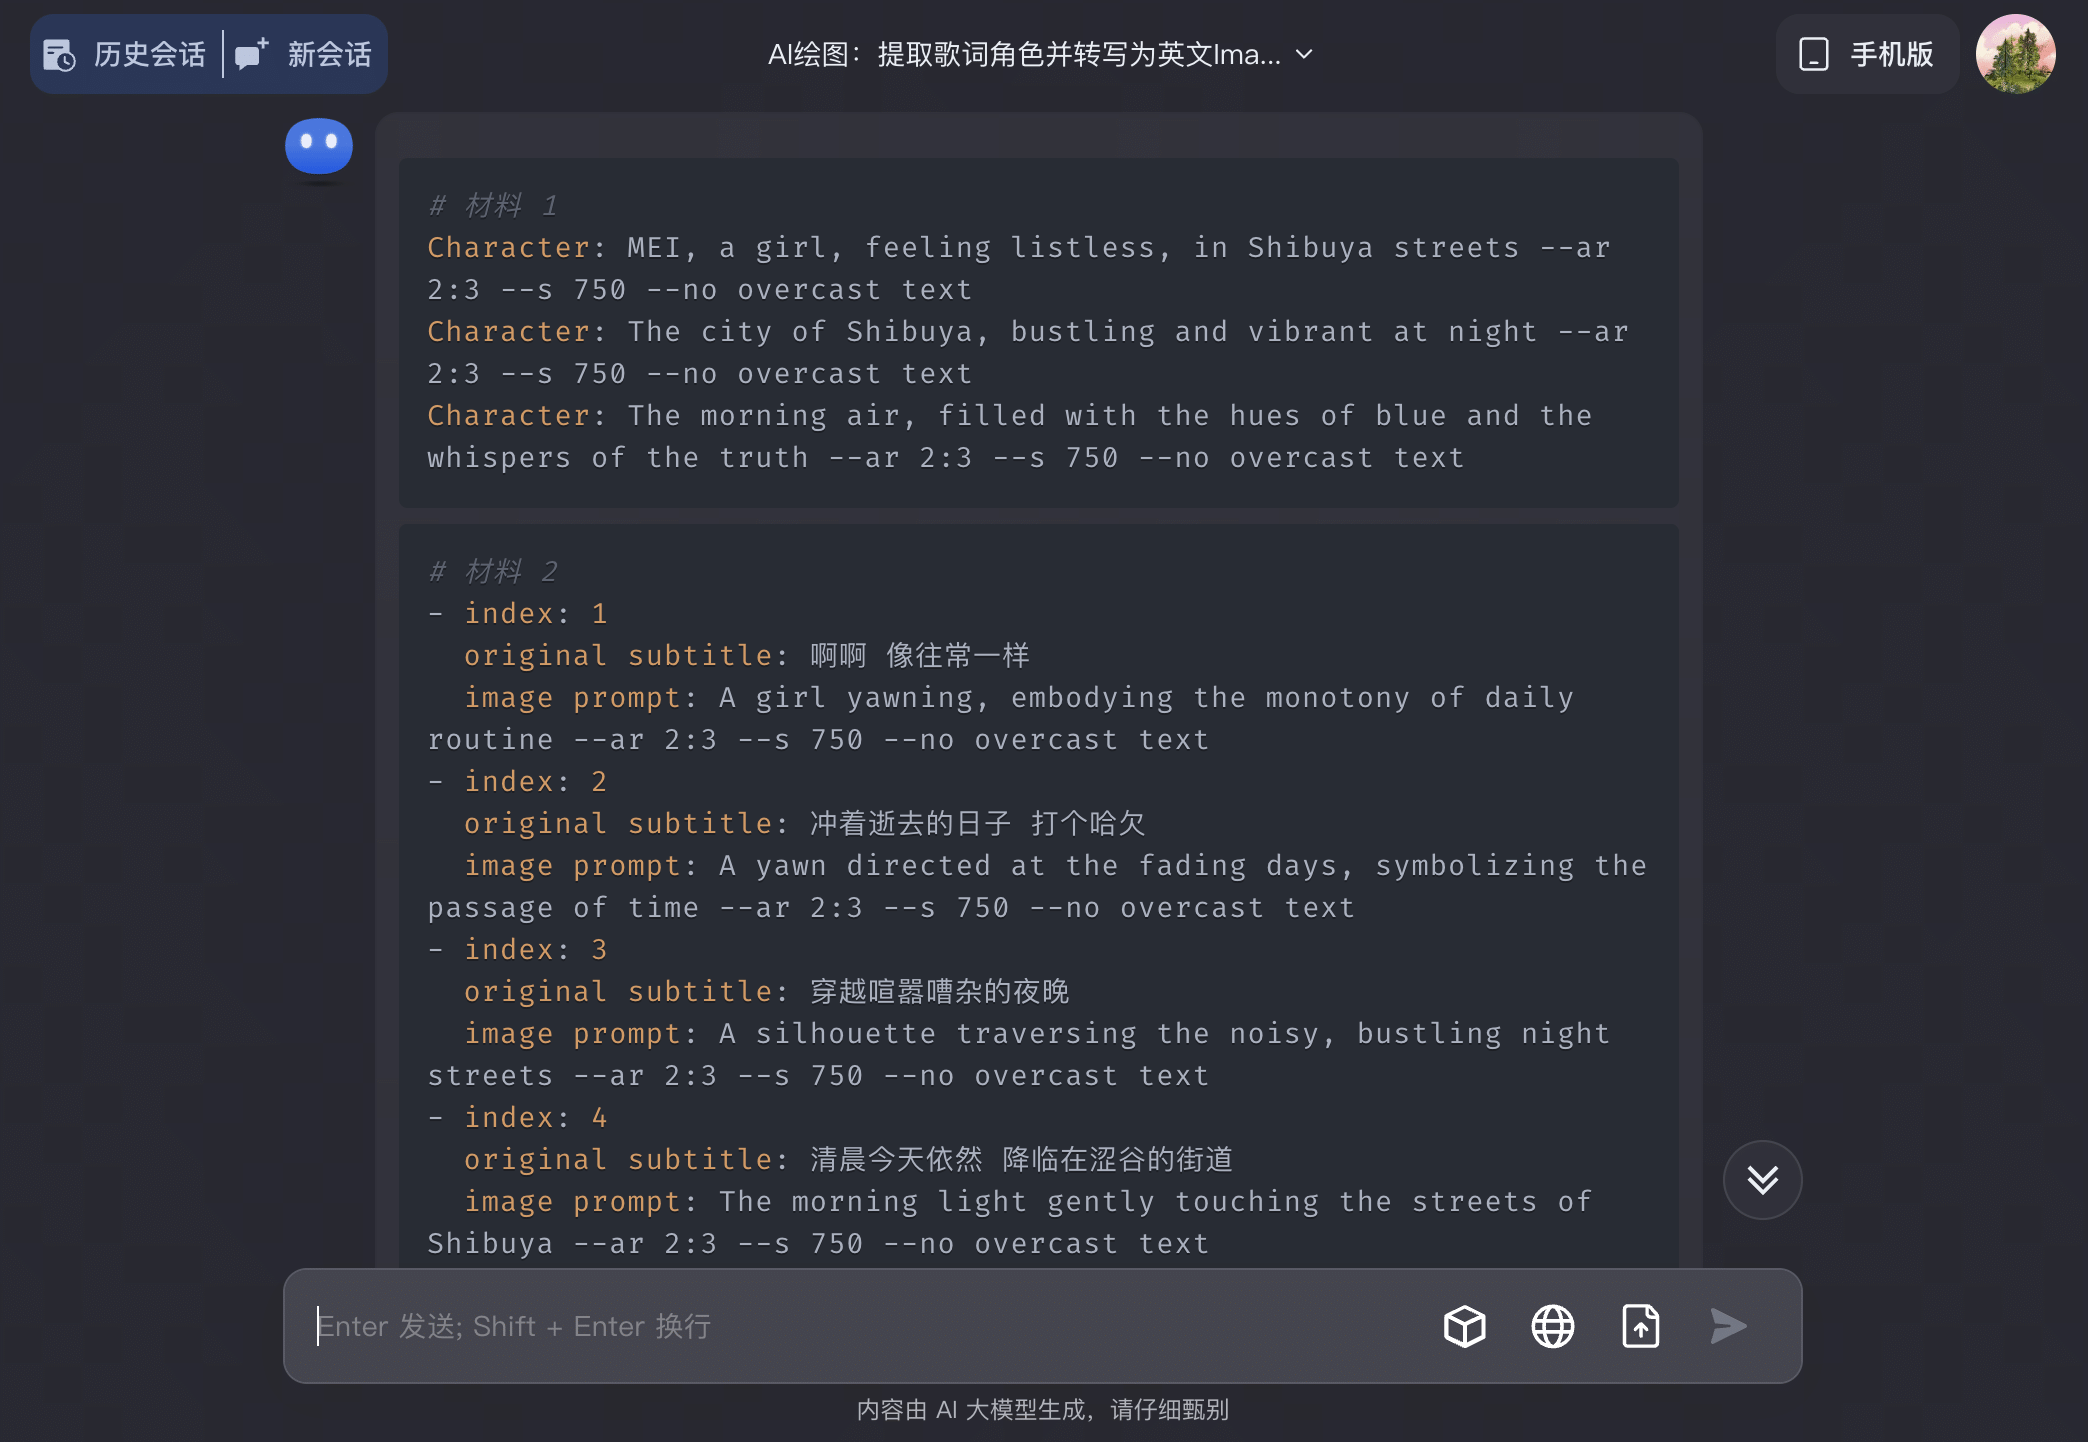 历史会话
新会话
AI绘图：提取歌词角色并转写为英文Ima...
手机版
# 材料 1
Character: MEI, a girl, feeling listless, in Shibuya streets --ar
2:3 --s 750 --no overcast text
Character: The city of Shibuya, bustling and vibrant at night --ar
2:3 --s 750 --no overcast text
Character: The morning air, filled with the hues of blue and the
whispers of the truth --ar 2:3 --s 750 --no overcast text
# 材料 2
- index: 1
original subtitle: 啊啊 像往常一样
image prompt: A girl yawning, embodying the monotony of daily
routine --ar 2:3 --s 750 --no overcast text
- index: 2
original subtitle: 冲着逝去的日子 打个哈欠
image prompt: A yawn directed at the fading days, symbolizing the
passage of time --ar 2:3 --s 750 --no overcast text
- index: 3
original subtitle: 穿越喧嚣嘈杂的夜晚
image prompt: A silhouette traversing the noisy, bustling night
streets --ar 2:3 --s 750 --no overcast text
- index: 4
original subtitle: 清晨今天依然 降临在涩谷的街道
image prompt: The morning light gently touching the streets of
Shibuya --ar 2:3 --s 750 --no overcast text
Enter 发送; Shift + Enter 换行
内容由 AI 大模型生成，请仔细甄别